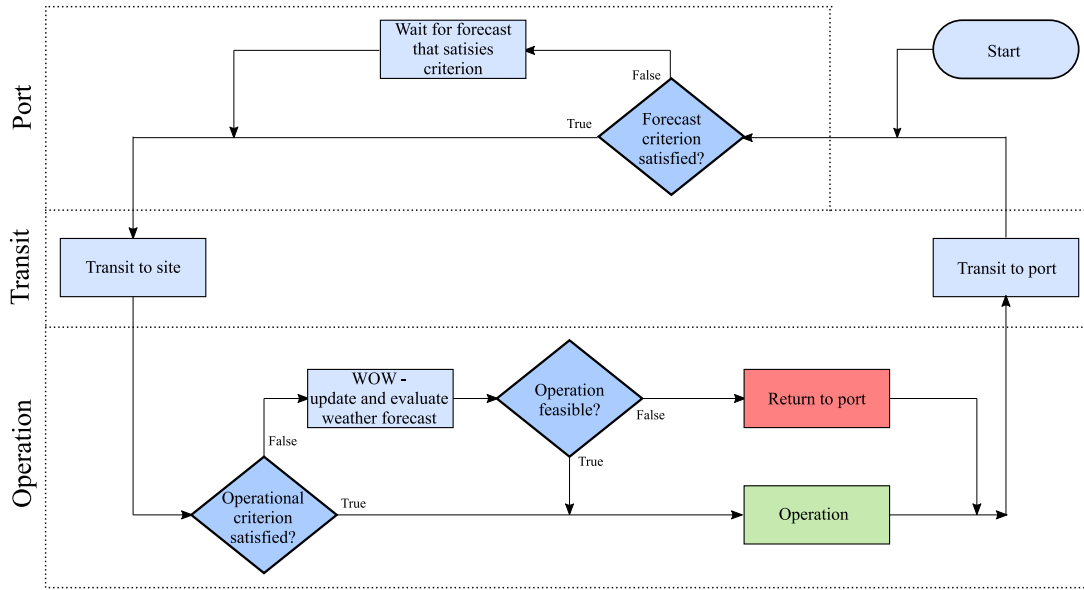 Port
Wait for forecast
that satisies
criterion
Start
False
True
Forecast
criterion
satisfied?
Transit
Transit to site
Transit to port
Operation
WOW -
update and evaluate
weather forecast
Operation
feasible?
False
Return to port
False
True
Operational
criterion
satisfied?
True
Operation